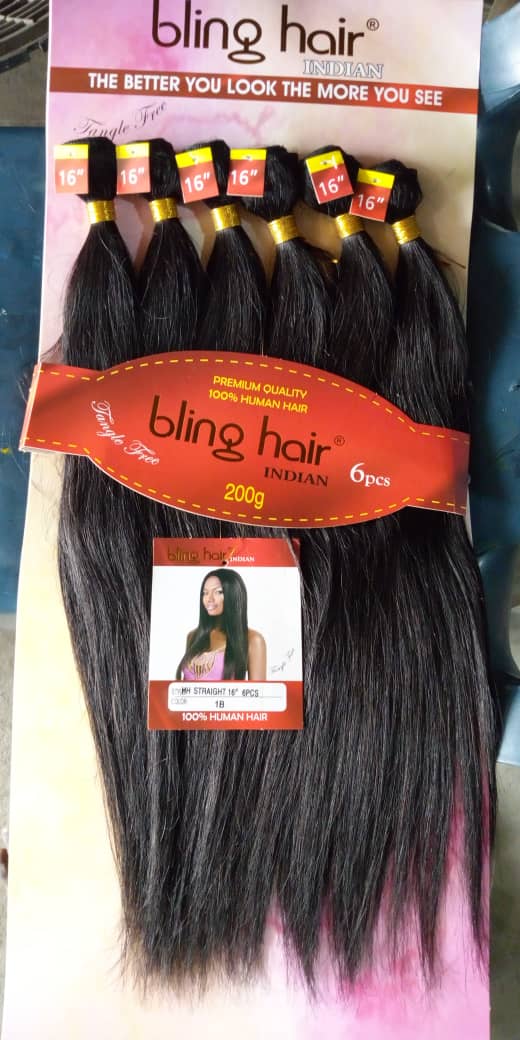 bling hair®
INDIAN
THE BETTER YOU LOOK THE MORE YOU SEE
Tangle Free
16"
16"
16"
16"
16"
16"
PREMIUM QUALITY
100% HUMAN HAIR
Tangle Free
bling hair®
INDIAN
6pcs
200g
bling hair
INDIAN
HH STRAIGHT 16" 6PCS
COLOR 1B
100% HUMAN HAIR